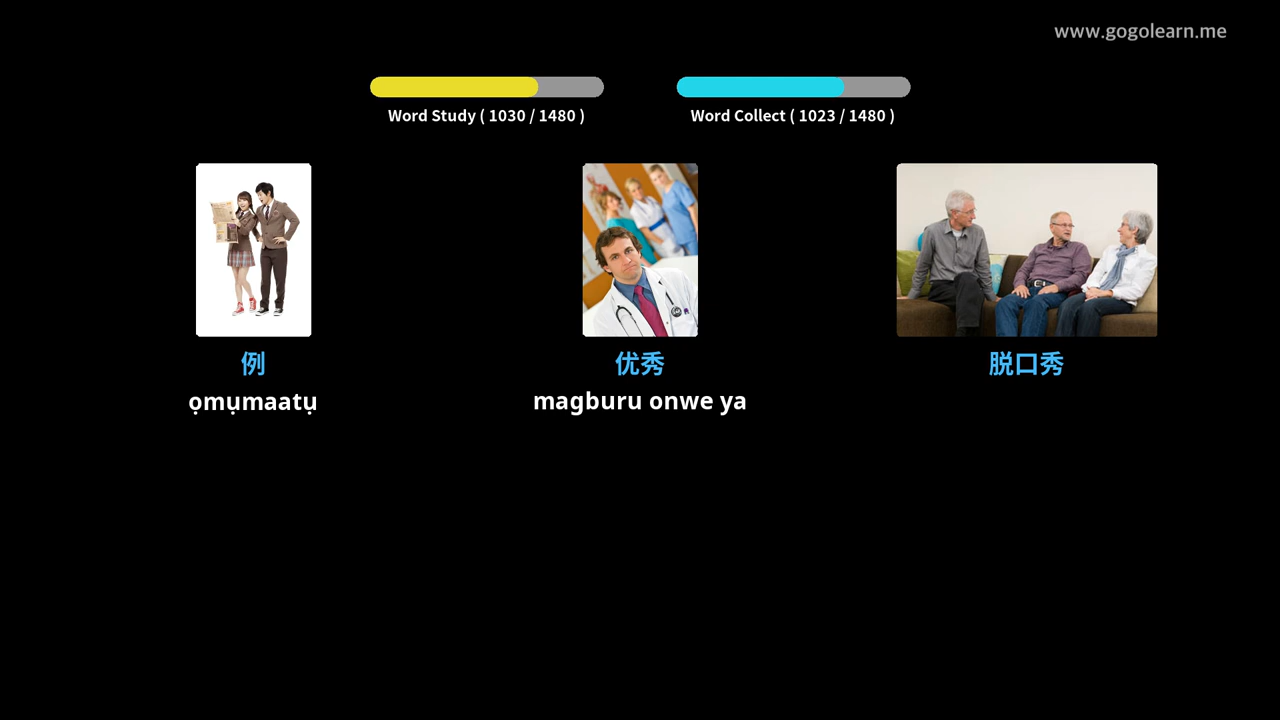 www.gogolearn.me
Word Study ( 1030 / 1480 )
Word Collect ( 1023 / 1480 )
例
优秀
脱口秀
ọmụmaatụ
magburu onwe ya